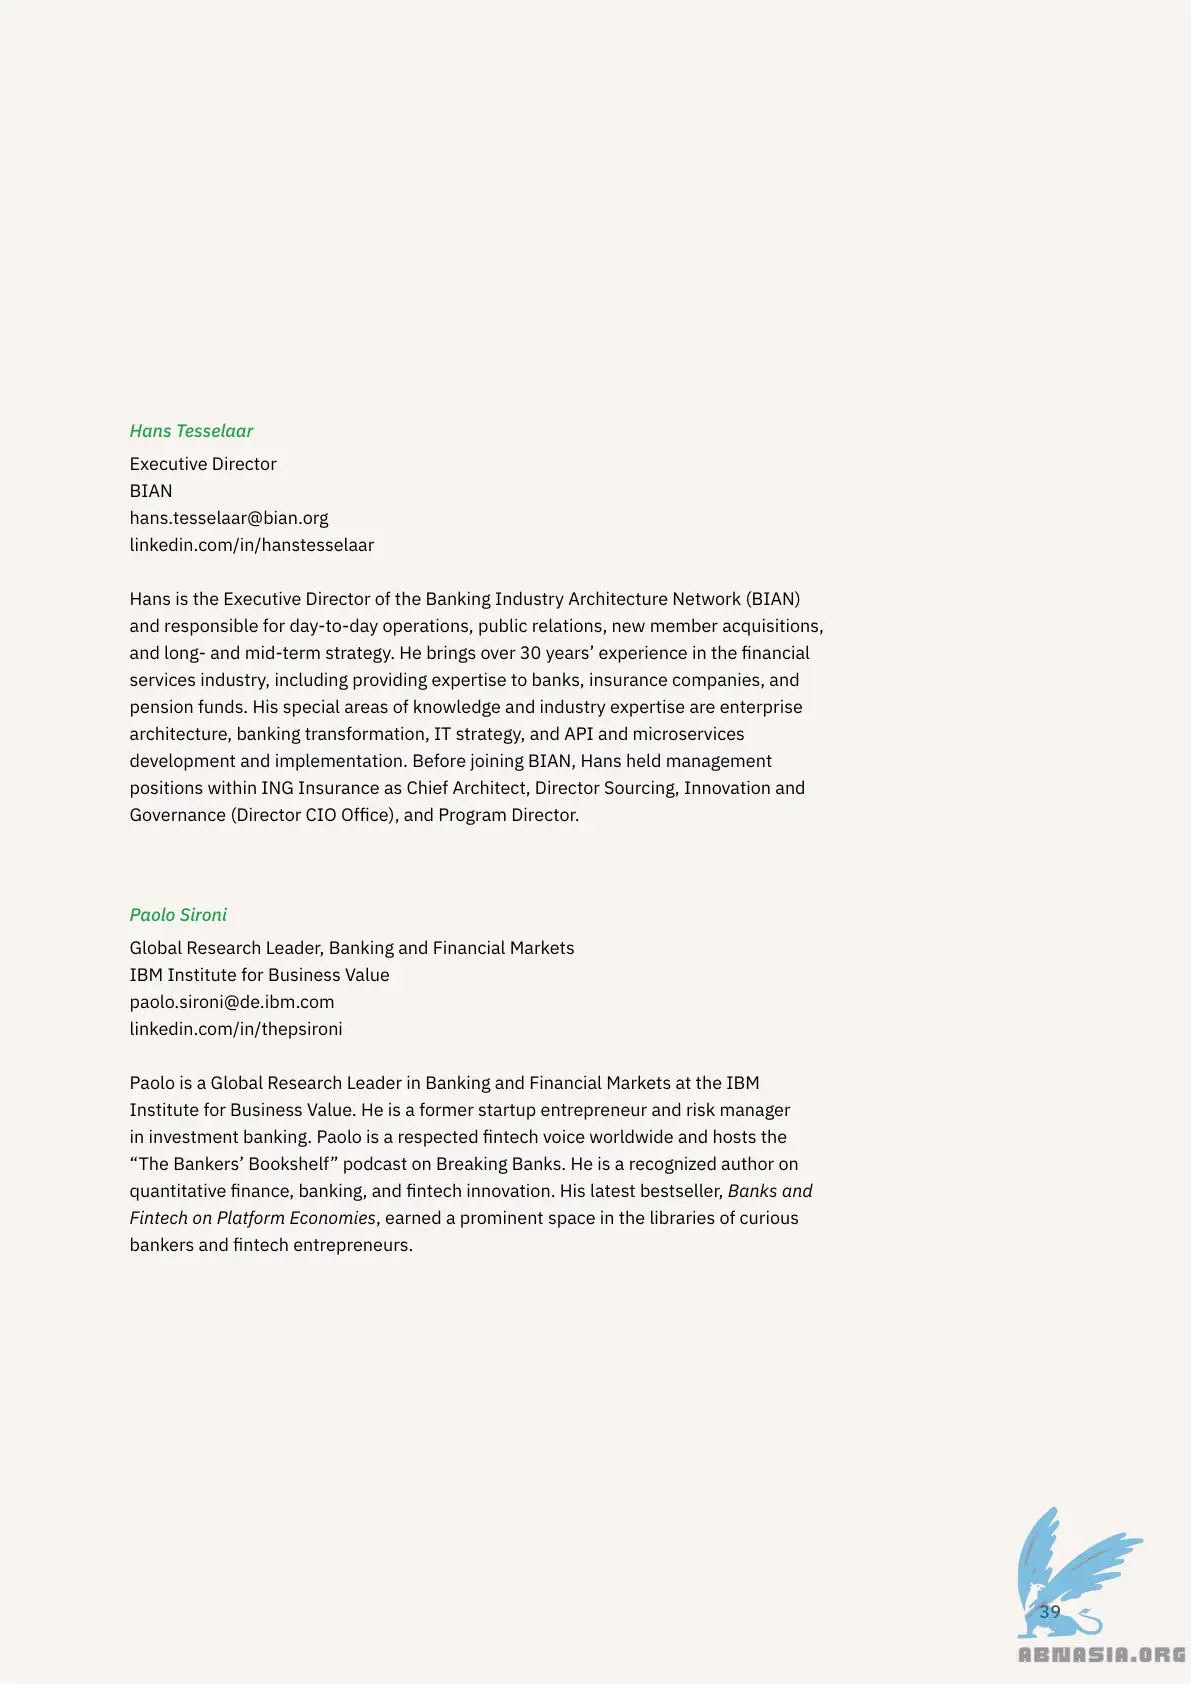 Hans Tesselaar
Executive Director
BIAN
hans.tesselaar@bian.org
linkedin.com/in/hanstesselaar
Hans is the Executive Director of the Banking Industry Architecture Network (BIAN)
and responsible for day-to-day operations, public relations, new member acquisitions,
and long- and mid-term strategy. He brings over 30 years’ experience in the financial
services industry, including providing expertise to banks, insurance companies, and
pension funds. His special areas of knowledge and industry expertise are enterprise
architecture, banking transformation, IT strategy, and API and microservices
development and implementation. Before joining BIAN, Hans held management
positions within ING Insurance as Chief Architect, Director Sourcing, Innovation and
Governance (Director CIO Office), and Program Director.
Paolo Sironi
Global Research Leader, Banking and Financial Markets
IBM Institute for Business Value
paolo.sironi@de.ibm.com
linkedin.com/in/thepsironi
Paolo is a Global Research Leader in Banking and Financial Markets at the IBM
Institute for Business Value. He is a former startup entrepreneur and risk manager
in investment banking. Paolo is a respected fintech voice worldwide and hosts the
“The Bankers’ Bookshelf” podcast on Breaking Banks. He is a recognized author on
quantitative finance, banking, and fintech innovation. His latest bestseller, Banks and
Fintech on Platform Economies, earned a prominent space in the libraries of curious
bankers and fintech entrepreneurs.
39
ABNASIA.ORG